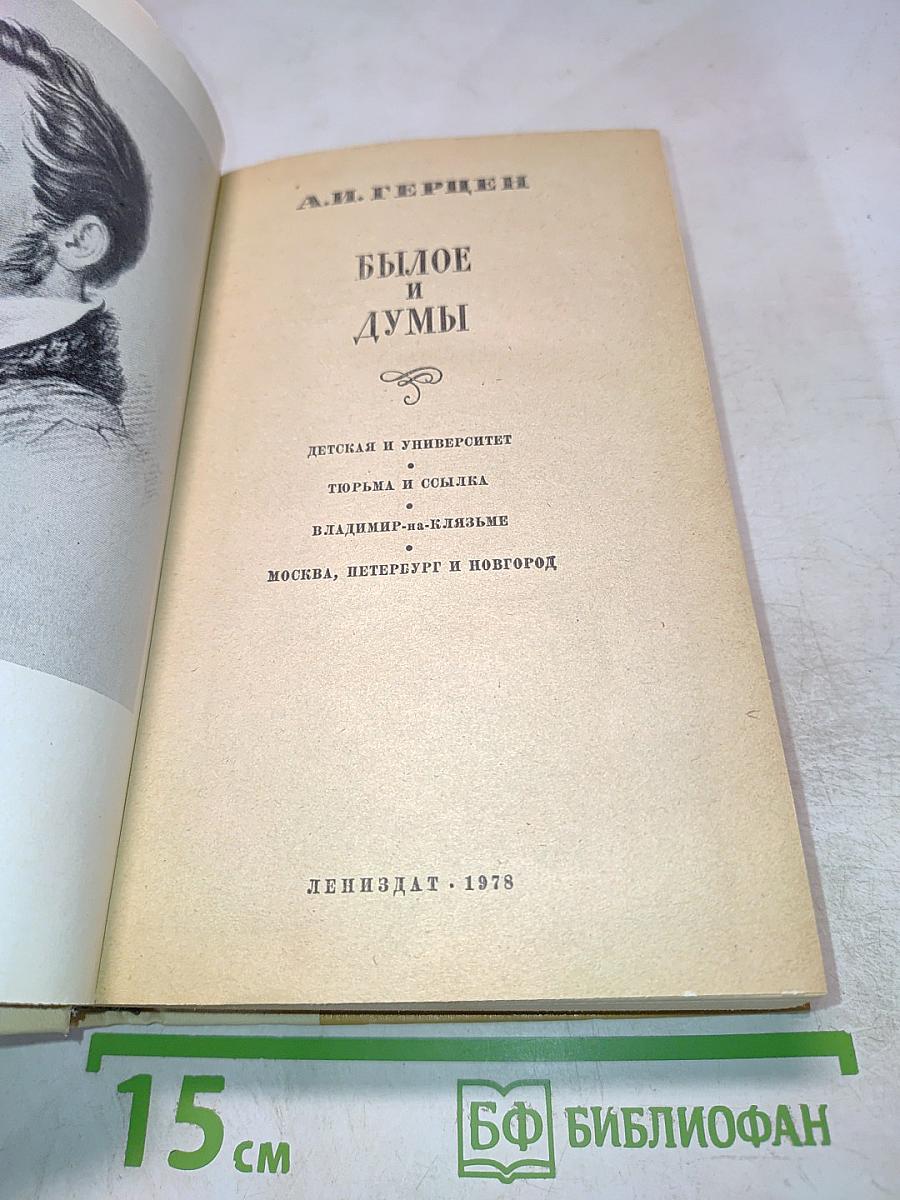 А.И. ГЕРЦЕН
БЫЛОЕ
И
ДУМЫ
ДЕТСКАЯ И УНИВЕРСИТЕТ
•
ТЮРЬМА И ССЫЛКА
•
ВЛАДИМИР-на-КЛЯЗЬМЕ
•
МОСКВА, ПЕТЕРБУРГ И НОВГОРОД
ЛЕНИЗДАТ • 1978
15 см
БФ БИБЛИОФАН